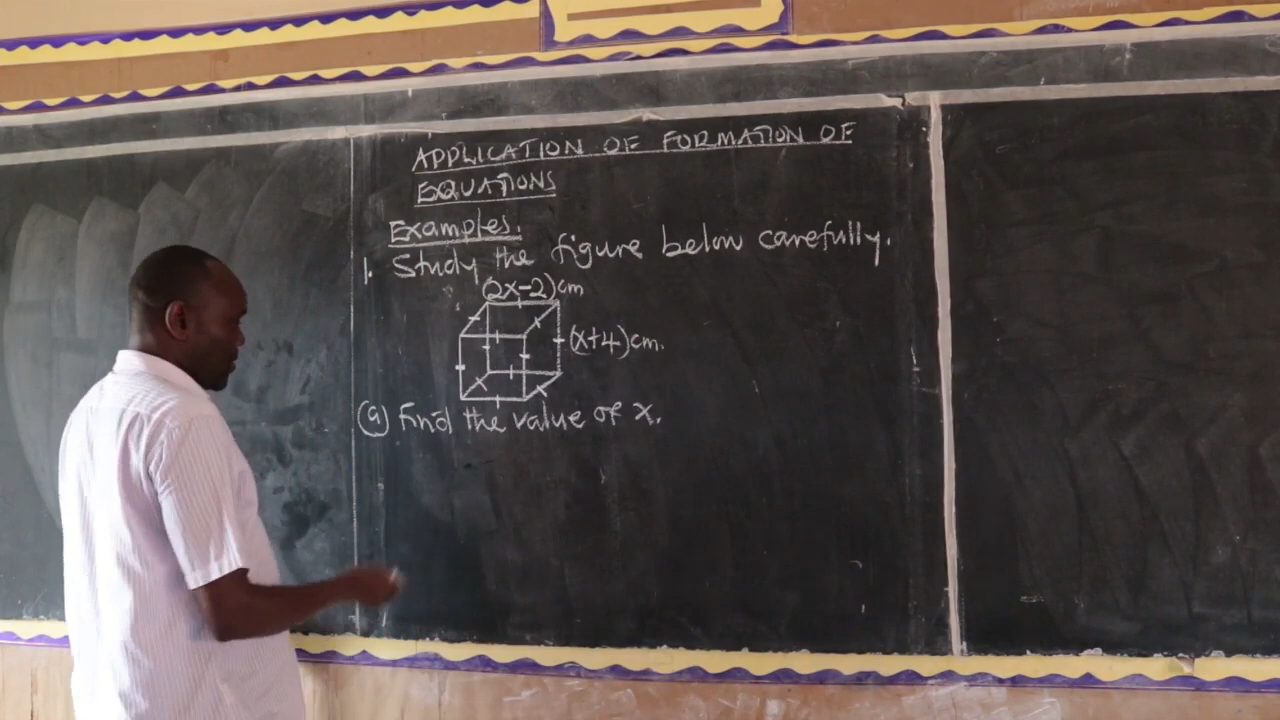 APPLICATION OF FORMATION OF
EQUATIONS
Examples.
1. Study the figure below carefully.
(2x-2)cm
(x+4)cm.
(a) Find the value of x.